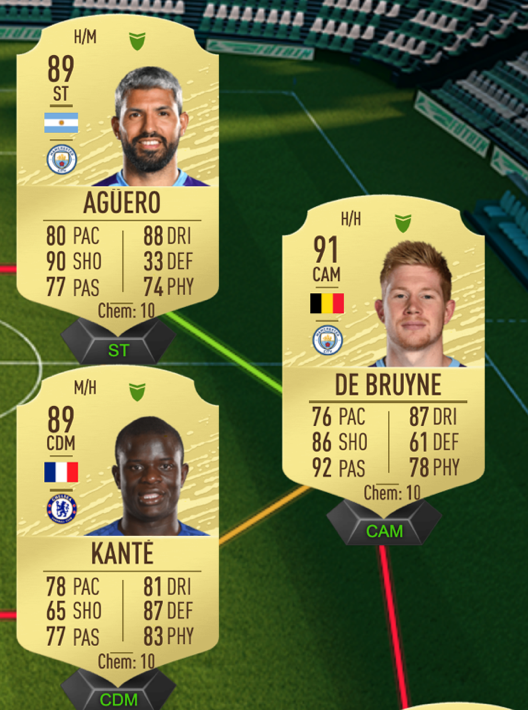 H/M
89
ST
AGÜERO
80 PAC 88 DRI
90 SHO 33 DEF
77 PAS 74 PHY
Chem: 10
ST
H/H
91
CAM
DE BRUYNE
76 PAC 87 DRI
86 SHO 61 DEF
92 PAS 78 PHY
Chem: 10
CAM
M/H
89
CDM
KANTÉ
78 PAC 81 DRI
65 SHO 87 DEF
77 PAS 83 PHY
Chem: 10
CDM